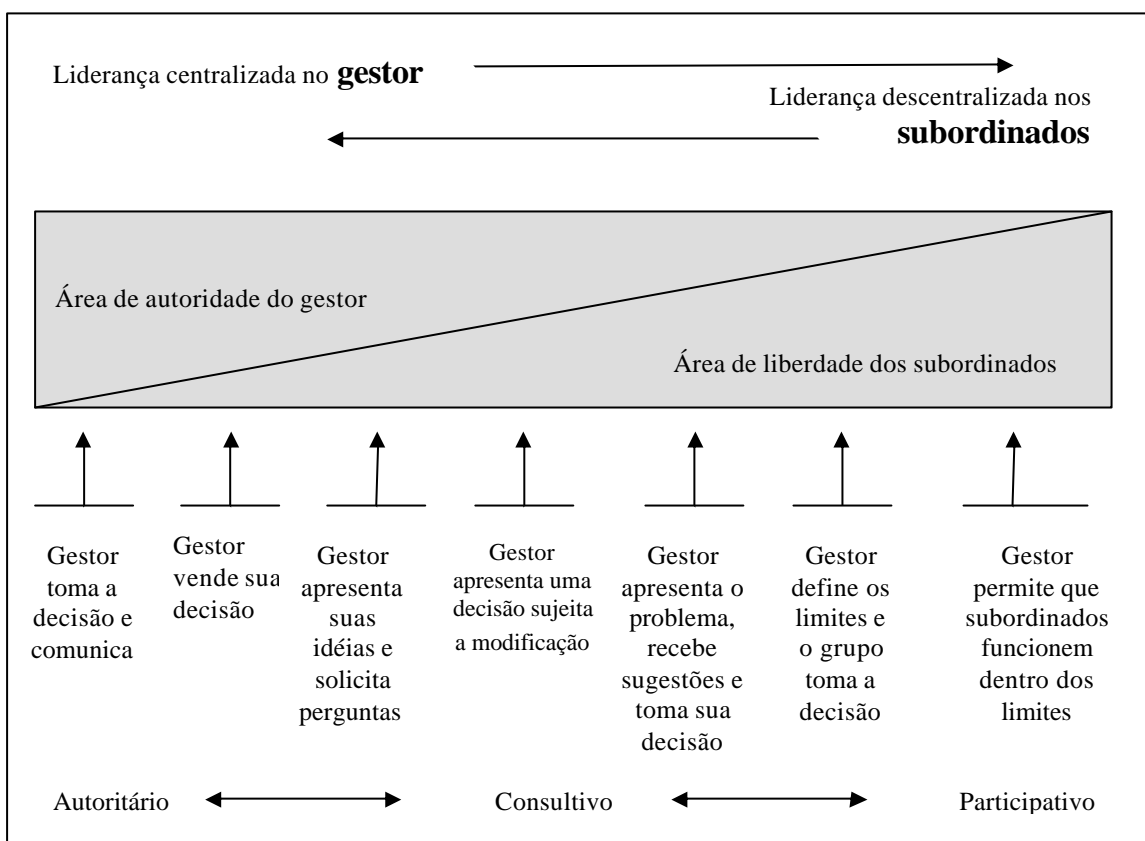 Liderança centralizada no gestor
Liderança descentralizada nos
subordinados
Área de autoridade do gestor
Área de liberdade dos subordinados
Gestor
toma a
decisão e
comunica
Gestor
vende sua
decisão
Gestor
apresenta
suas
idéias e
solicita
perguntas
Gestor
apresenta uma
decisão sujeita
a modificação
Gestor
apresenta o
problema,
recebe
sugestões e
toma sua
decisão
Gestor
define os
limites e
o grupo
toma a
decisão
Gestor
permite que
subordinados
funcionem
dentro dos
limites
Autoritário
Consultivo
Participativo